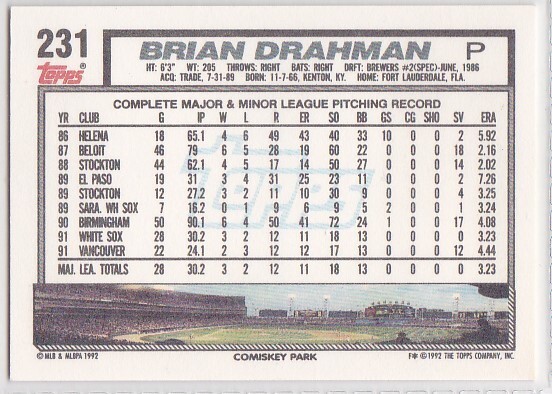 231
Topps®
BRIAN DRAHMAN P
HT: 6'3" WT: 205 THROWS: RIGHT BATS: RIGHT DRFT: BREWERS #2(SPEC)-JUNE, 1986
ACQ: TRADE, 7-31-89 BORN: 11-7-66, KENTON, KY. HOME: FORT LAUDERDALE, FLA.
COMPLETE MAJOR & MINOR LEAGUE PITCHING RECORD
YR CLUB G IP W L R ER SO BB GS CG SHO SV ERA
86 HELENA 18 65.1 4 6 49 43 40 33 10 0 0 2 5.92
87 BELOIT 46 79 6 5 28 19 60 22 0 0 0 18 2.16
88 STOCKTON 44 62.1 4 5 17 14 50 27 0 0 0 14 2.02
89 EL PASO 19 31 3 4 31 25 23 11 0 0 0 2 7.26
89 STOCKTON 12 27.2 3 2 11 10 30 9 0 0 0 4 3.25
89 SARA. WH SOX 7 16.2 0 1 9 6 9 5 2 0 0 1 3.24
90 BIRMINGHAM 50 90.1 6 4 50 41 72 24 1 0 0 17 4.08
91 WHITE SOX 28 30.2 3 2 12 11 18 13 0 0 0 0 3.23
91 VANCOUVER 22 24.1 2 3 12 12 17 13 0 0 0 12 4.44
MAJ. LEA. TOTALS 28 30.2 3 2 12 11 18 13 0 0 0 0 3.23
Topps
© MLB & MLBPA 1992 COMISKEY PARK F✱ © 1992 THE TOPPS COMPANY, INC.